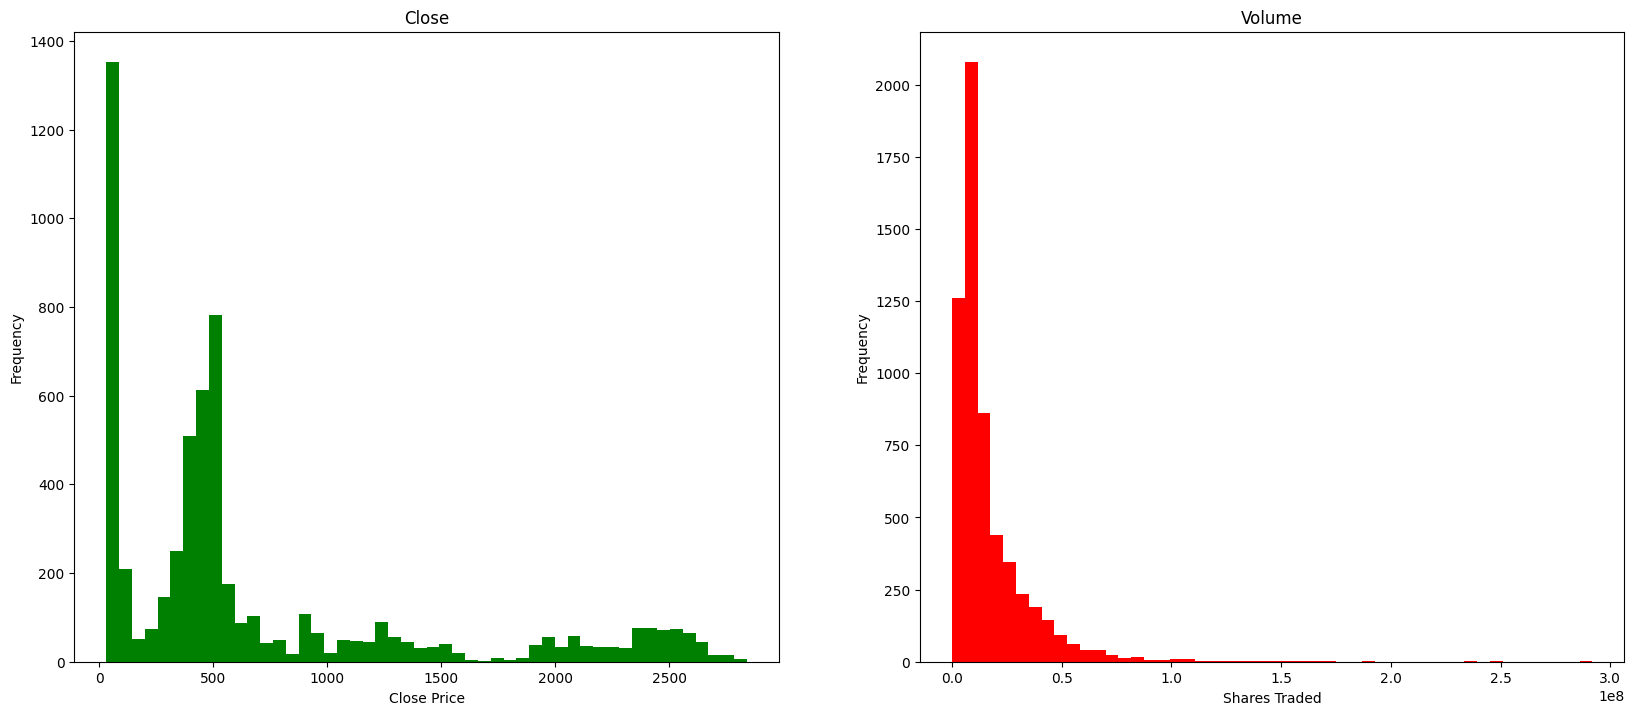 Close
1400
1200
1000
800
600
400
200
0
Frequency
0 500 1000 1500 2000 2500
Close Price
Volume
2000
1750
1500
1250
1000
750
500
250
0
Frequency
0.0 0.5 1.0 1.5 2.0 2.5 3.0
1e8
Shares Traded